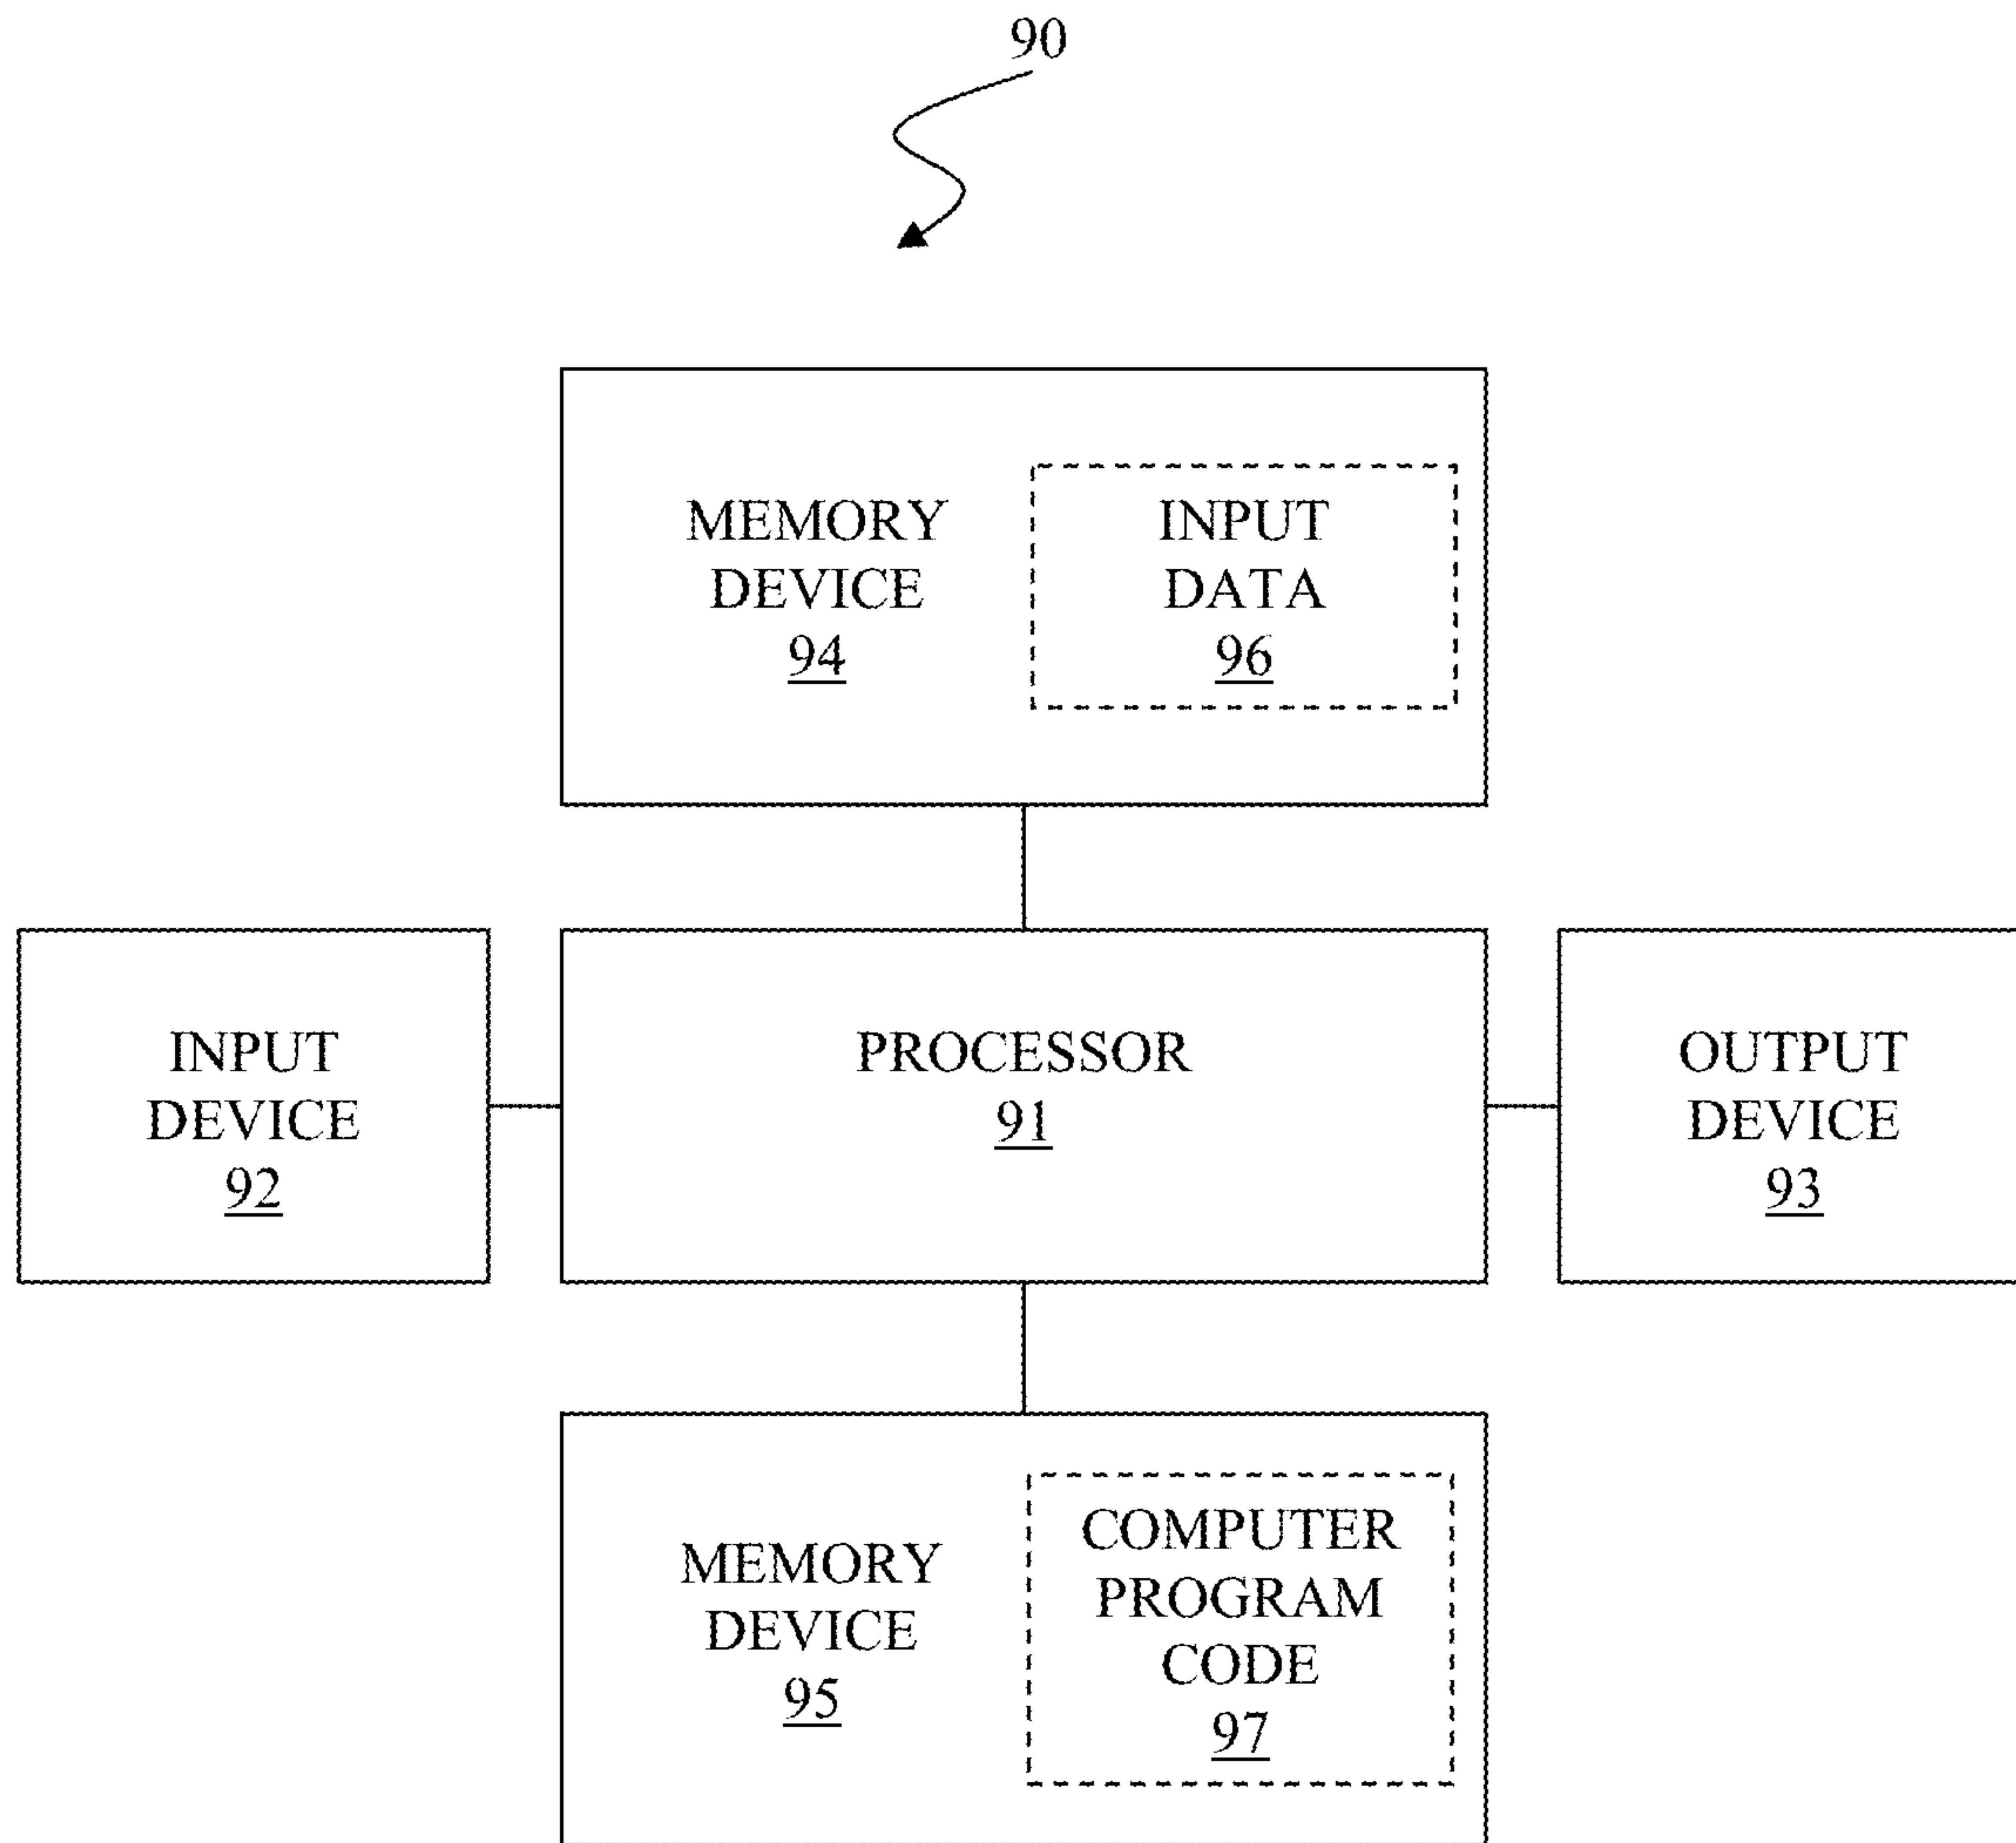 90
MEMORY
DEVICE
94
INPUT
DATA
96
INPUT
DEVICE
92
PROCESSOR
91
OUTPUT
DEVICE
93
MEMORY
DEVICE
95
COMPUTER
PROGRAM
CODE
97